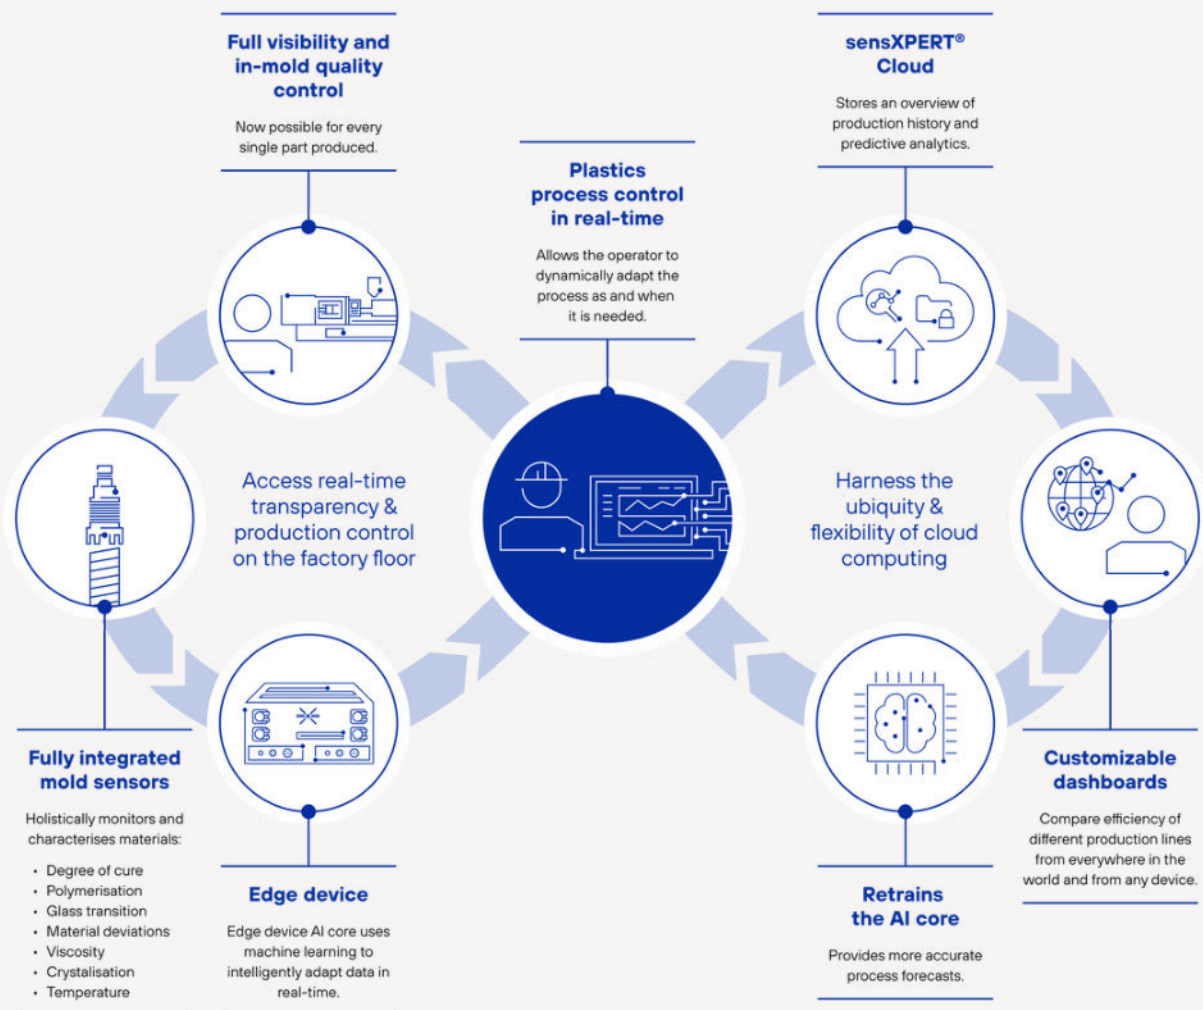 Full visibility and
in-mold quality
control
Now possible for every
single part produced.
Plastics
process control
in real-time
Allows the operator to
dynamically adapt the
process as and when
it is needed.
sensXPERT®
Cloud
Stores an overview of
production history and
predictive analytics.
Access real-time
transparency &
production control
on the factory floor
Harness the
ubiquity &
flexibility of cloud
computing
Fully integrated
mold sensors
Holistically monitors and
characterises materials:
• Degree of cure
• Polymerisation
• Glass transition
• Material deviations
• Viscosity
• Crystalisation
• Temperature
Edge device
Edge device AI core uses
machine learning to
intelligently adapt data in
real-time.
Retrains
the AI core
Provides more accurate
process forecasts.
Customizable
dashboards
Compare efficiency of
different production lines
from everywhere in the
world and from any device.